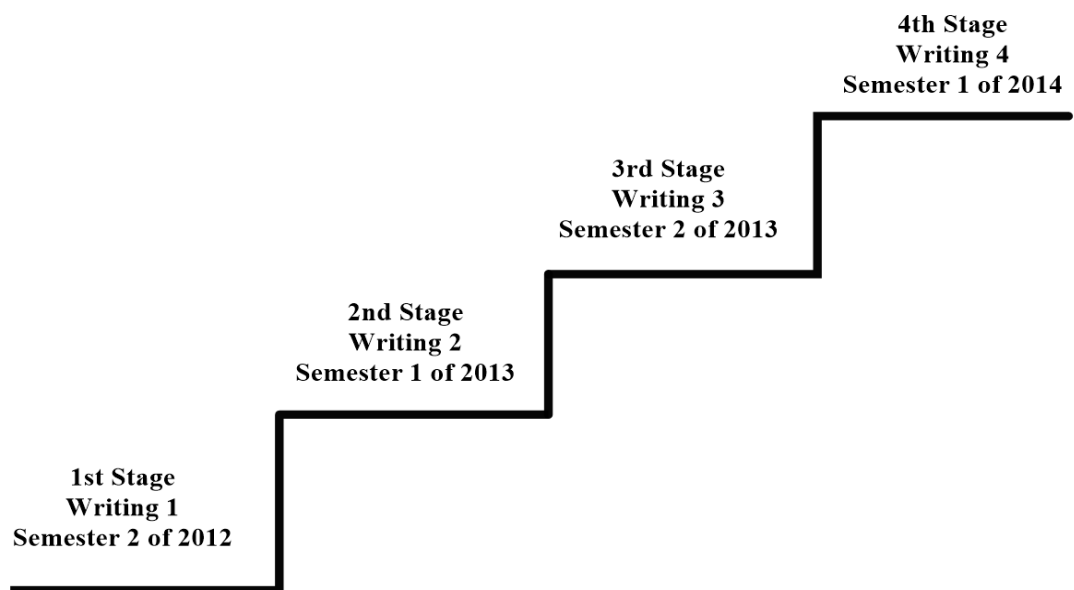 4th Stage
Writing 4
Semester 1 of 2014
3rd Stage
Writing 3
Semester 2 of 2013
2nd Stage
Writing 2
Semester 1 of 2013
1st Stage
Writing 1
Semester 2 of 2012